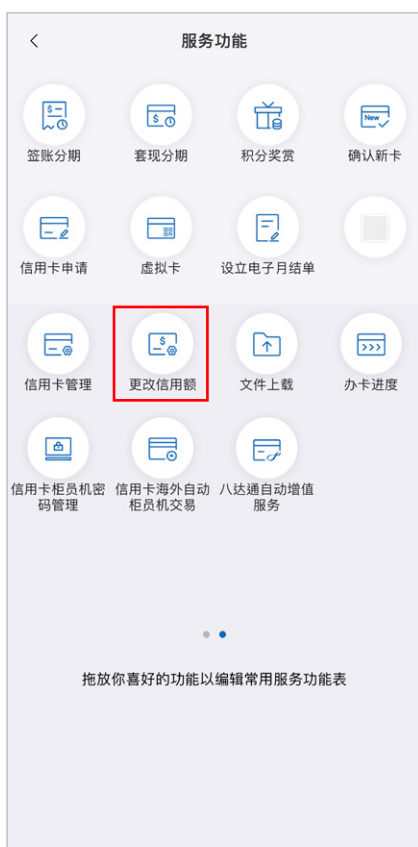 服务功能
签账分期 套现分期 积分奖赏 确认新卡
New
信用卡申请 虚拟卡 设立电子月结单
信用卡管理 更改信用额 文件上载 办卡进度
信用卡柜员机密 信用卡海外自动 八达通自动增值
码管理 柜员机交易 服务
拖放你喜好的功能以编辑常用服务功能表